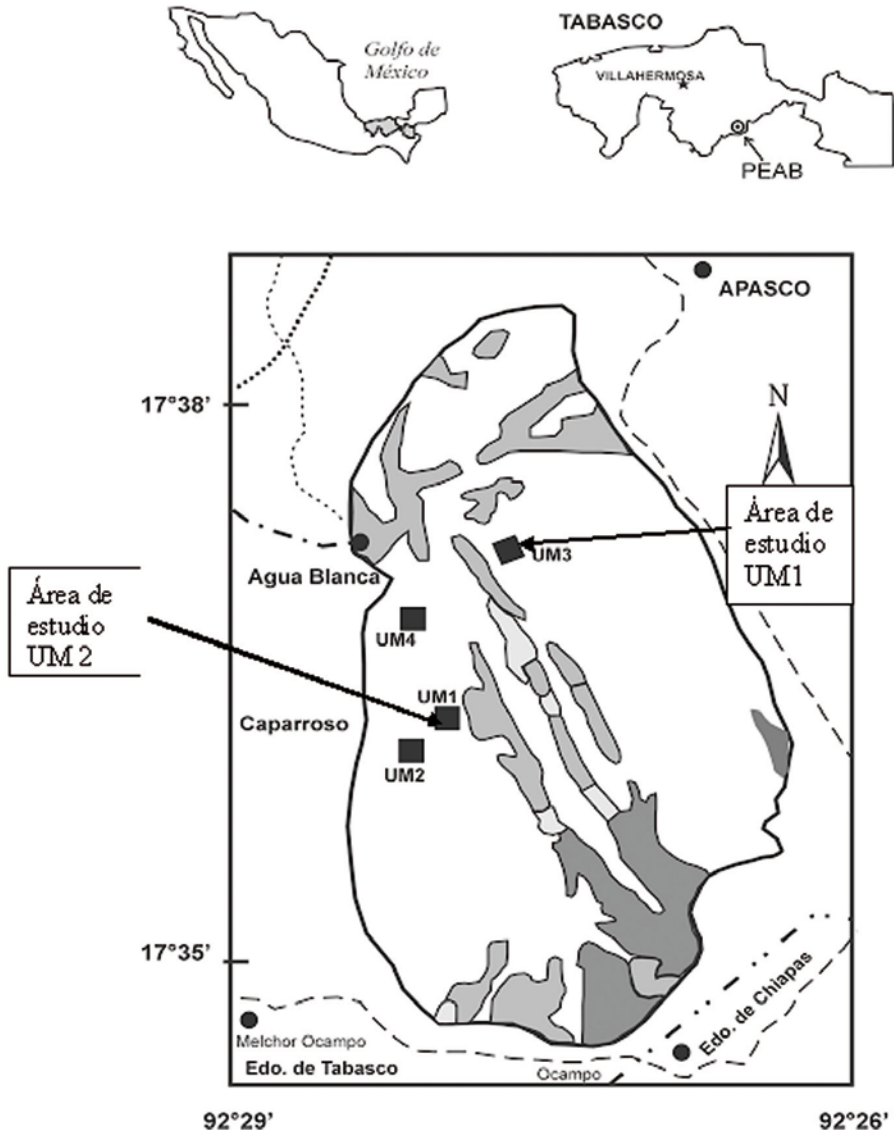 Golfo de
México
TABASCO
VILLAHERMOSA
PEAB
APASCO
17°38'
N
Área de
estudio
UM1
UM3
Agua Blanca
Área de
estudio
UM 2
UM4
UM1
Caparroso
UM2
17°35'
Edo. de Chiapas
Melchor Ocampo
Edo. de Tabasco
Ocampo
92°29'
92°26'